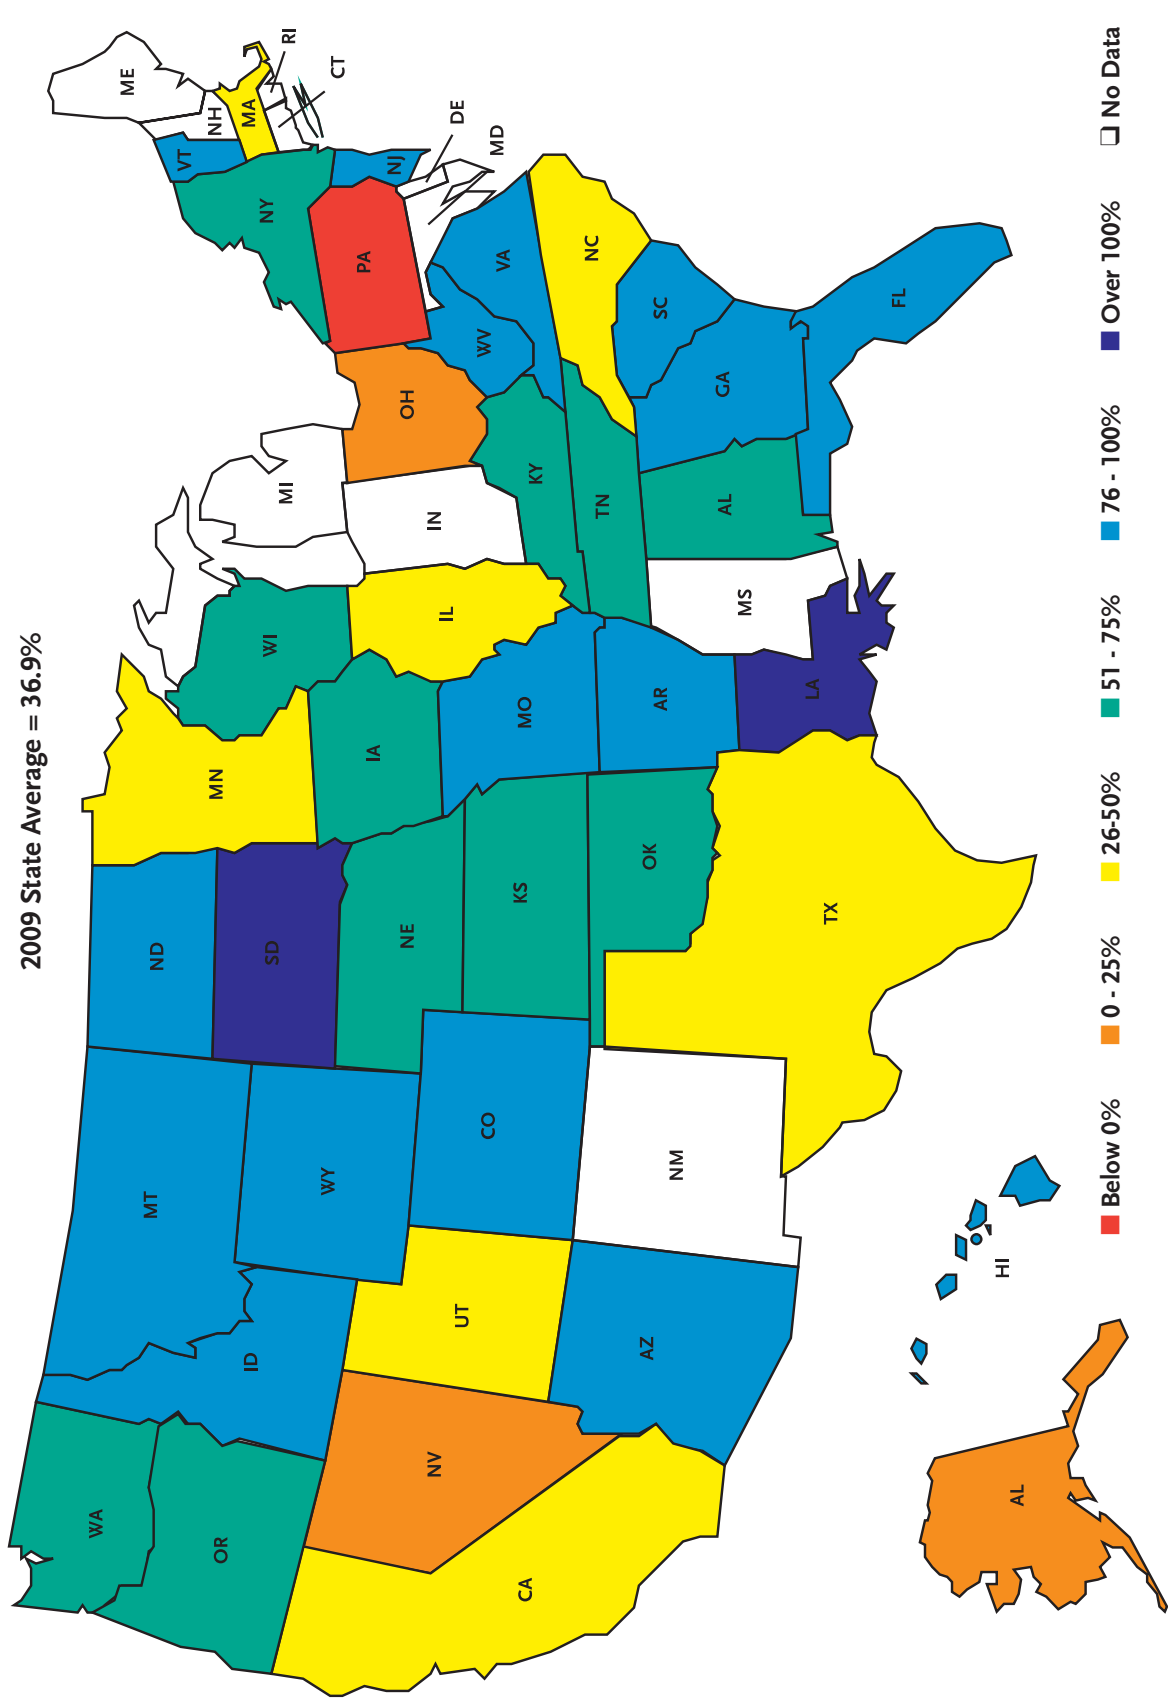 2009 State Average = 36.9%
WA
OR
CA
NV
ID
MT
WY
UT
AZ
CO
NM
ND
SD
NE
KS
OK
TX
MN
IA
MO
AR
LA
WI
IL
MS
MI
IN
KY
TN
AL
OH
WV
VA
NC
SC
GA
FL
PA
NY
NJ
VT
NH
ME
MA
RI
CT
DE
MD
AL
HI
Below 0%
0 - 25%
26-50%
51 - 75%
76 - 100%
Over 100%
No Data